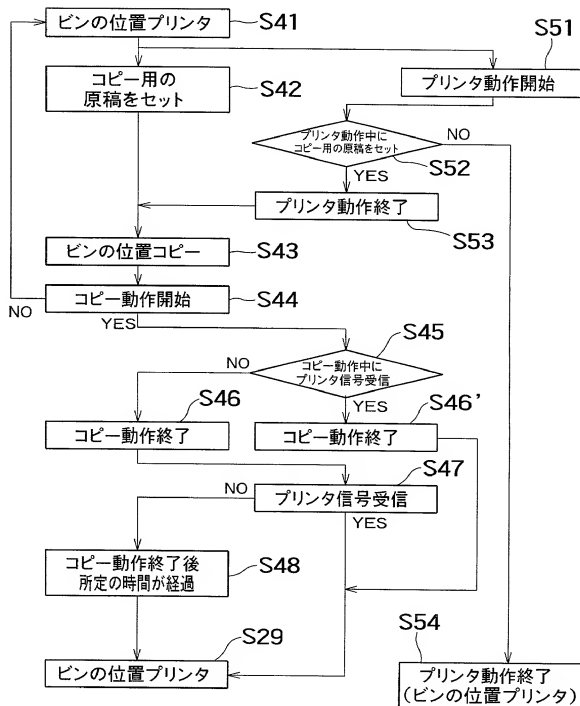 ビンの位置プリンタ
S41
S51
コピー用の
原稿をセット
S42
プリンタ動作開始
プリンタ動作中に
コピー用の原稿をセット
NO
S52
YES
プリンタ動作終了
S53
ビンの位置コピー
S43
コピー動作開始
S44
NO
YES
S45
コピー動作中に
プリンタ信号受信
NO
YES
S46
S46'
コピー動作終了
コピー動作終了
S47
NO
プリンタ信号受信
YES
コピー動作終了後
所定の時間が経過
S48
S29
ビンの位置プリンタ
S54
プリンタ動作終了
(ビンの位置プリンタ)